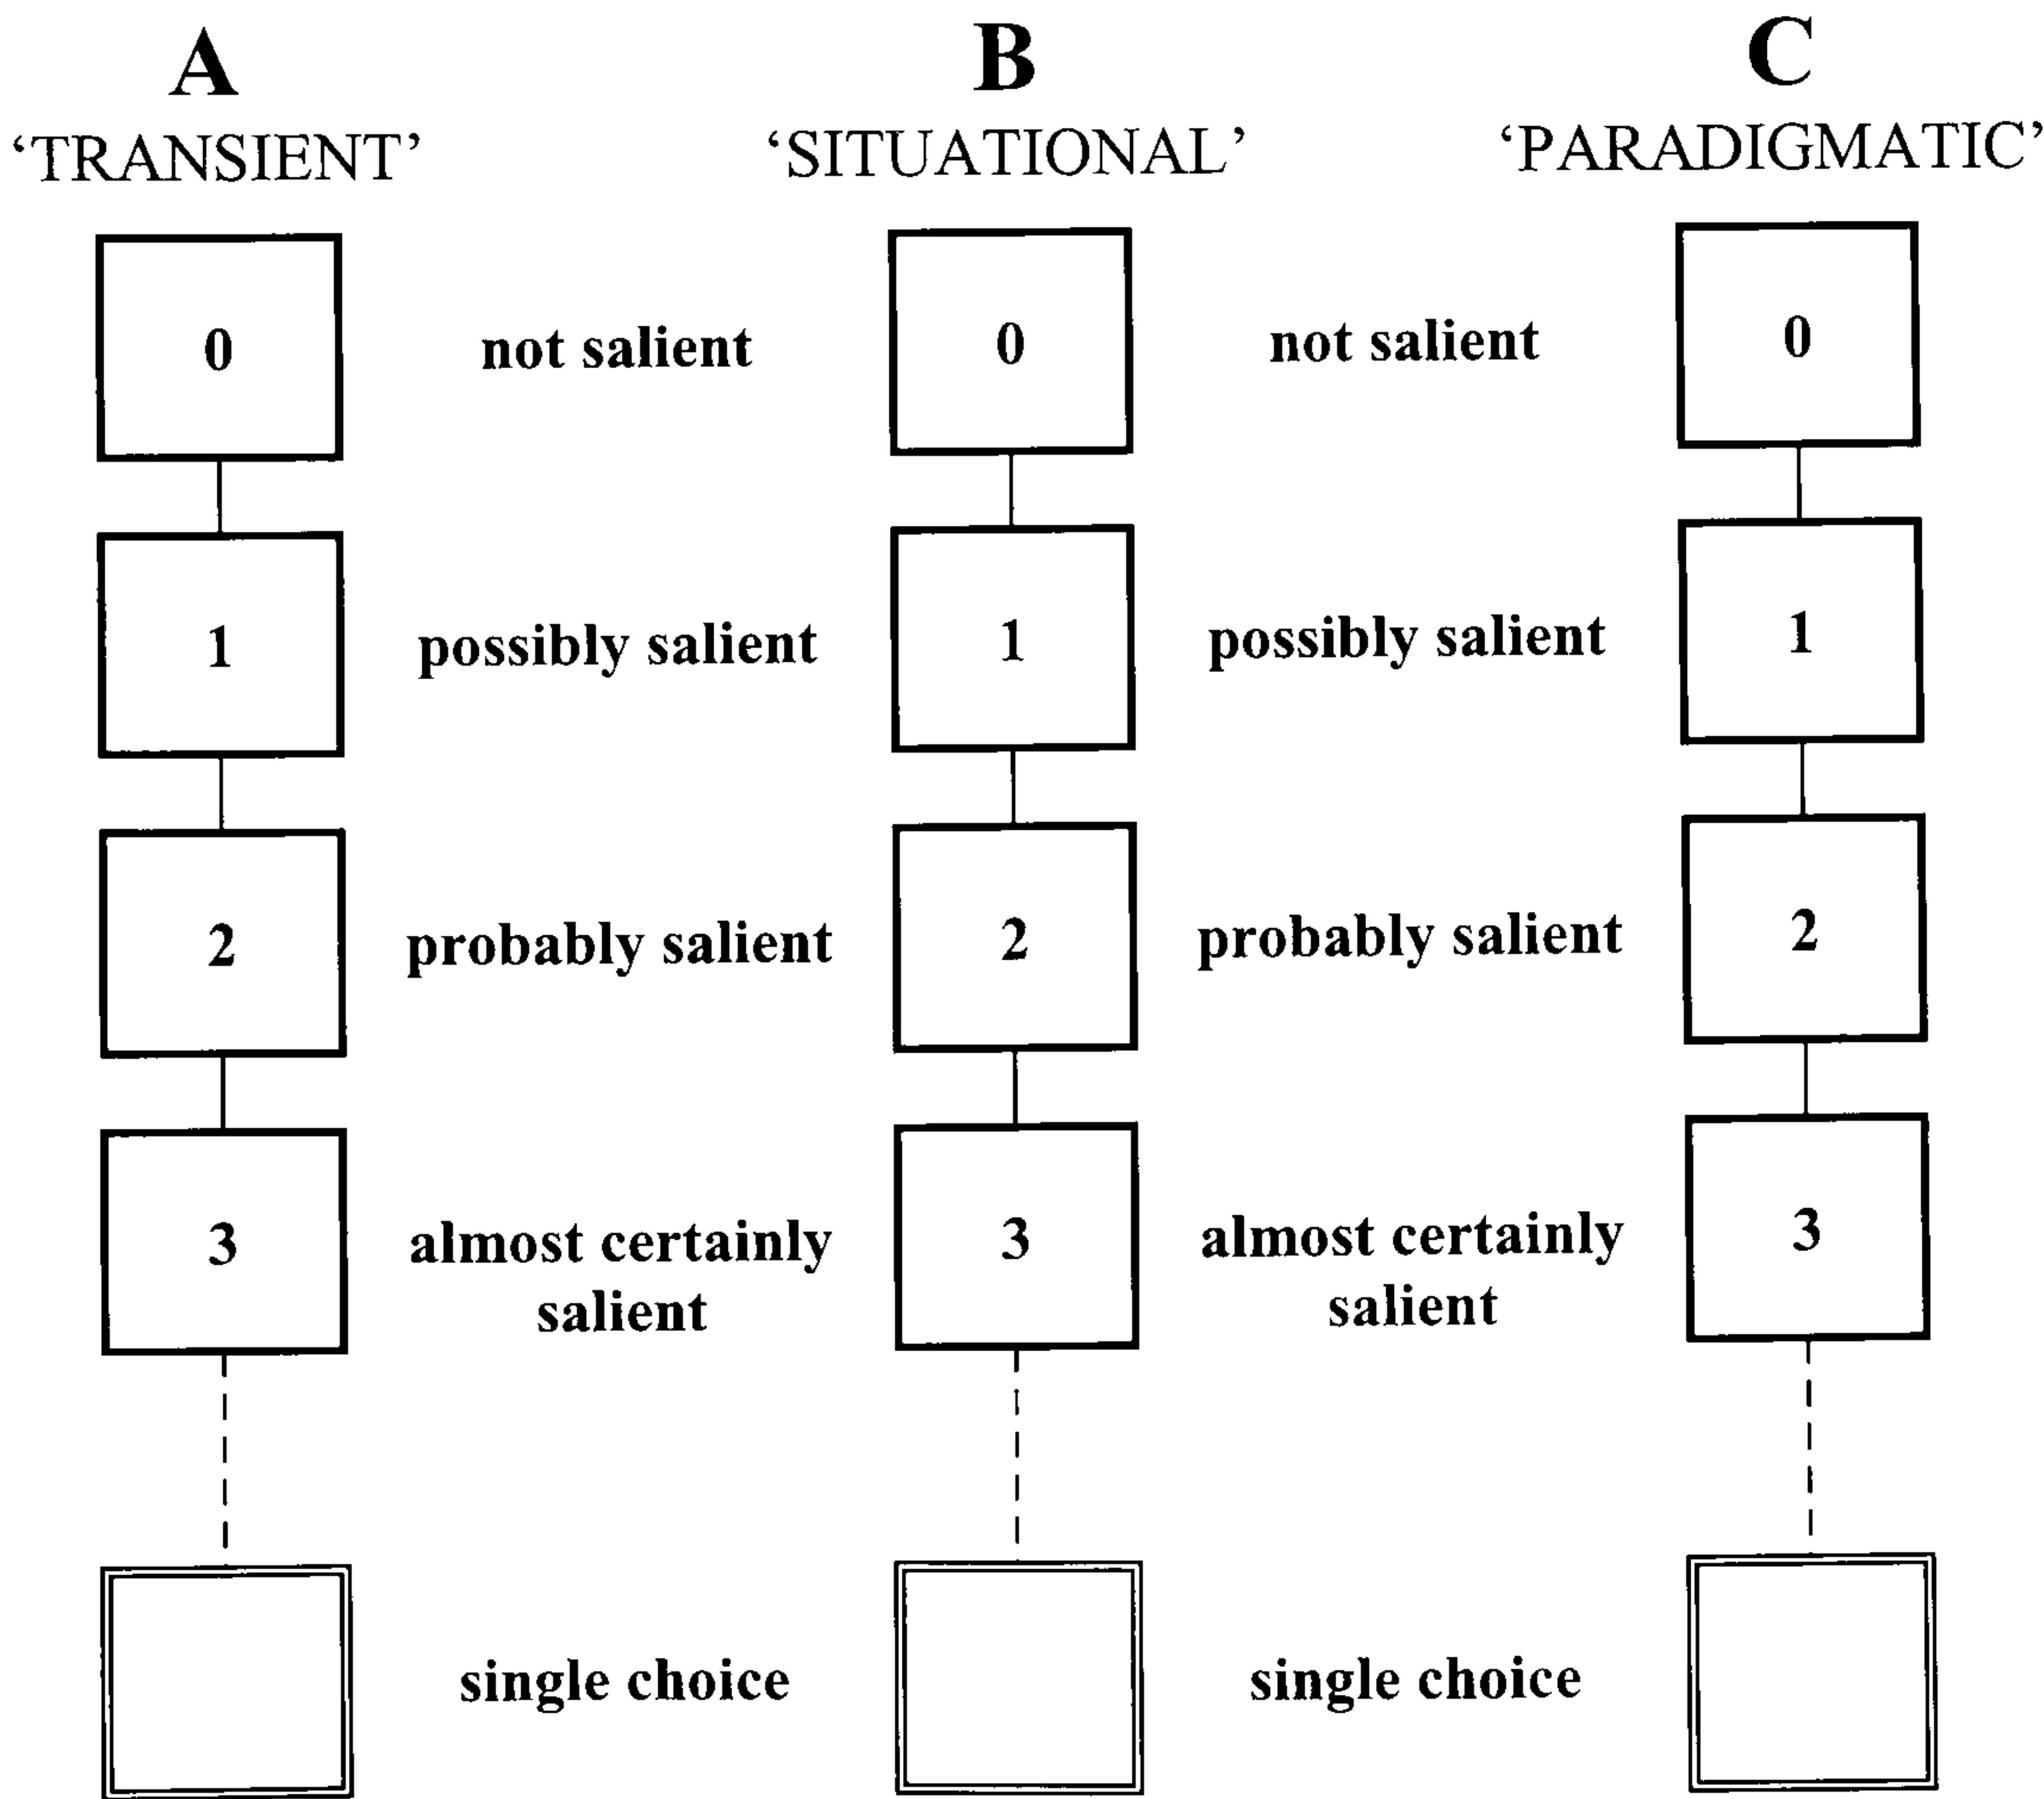 A B C
‘TRANSIENT’ ‘SITUATIONAL’ ‘PARADIGMATIC’
0 not salient 0 not salient 0
1 possibly salient 1 possibly salient 1
2 probably salient 2 probably salient 2
3 almost certainly 3 almost certainly 3
salient salient
single choice single choice